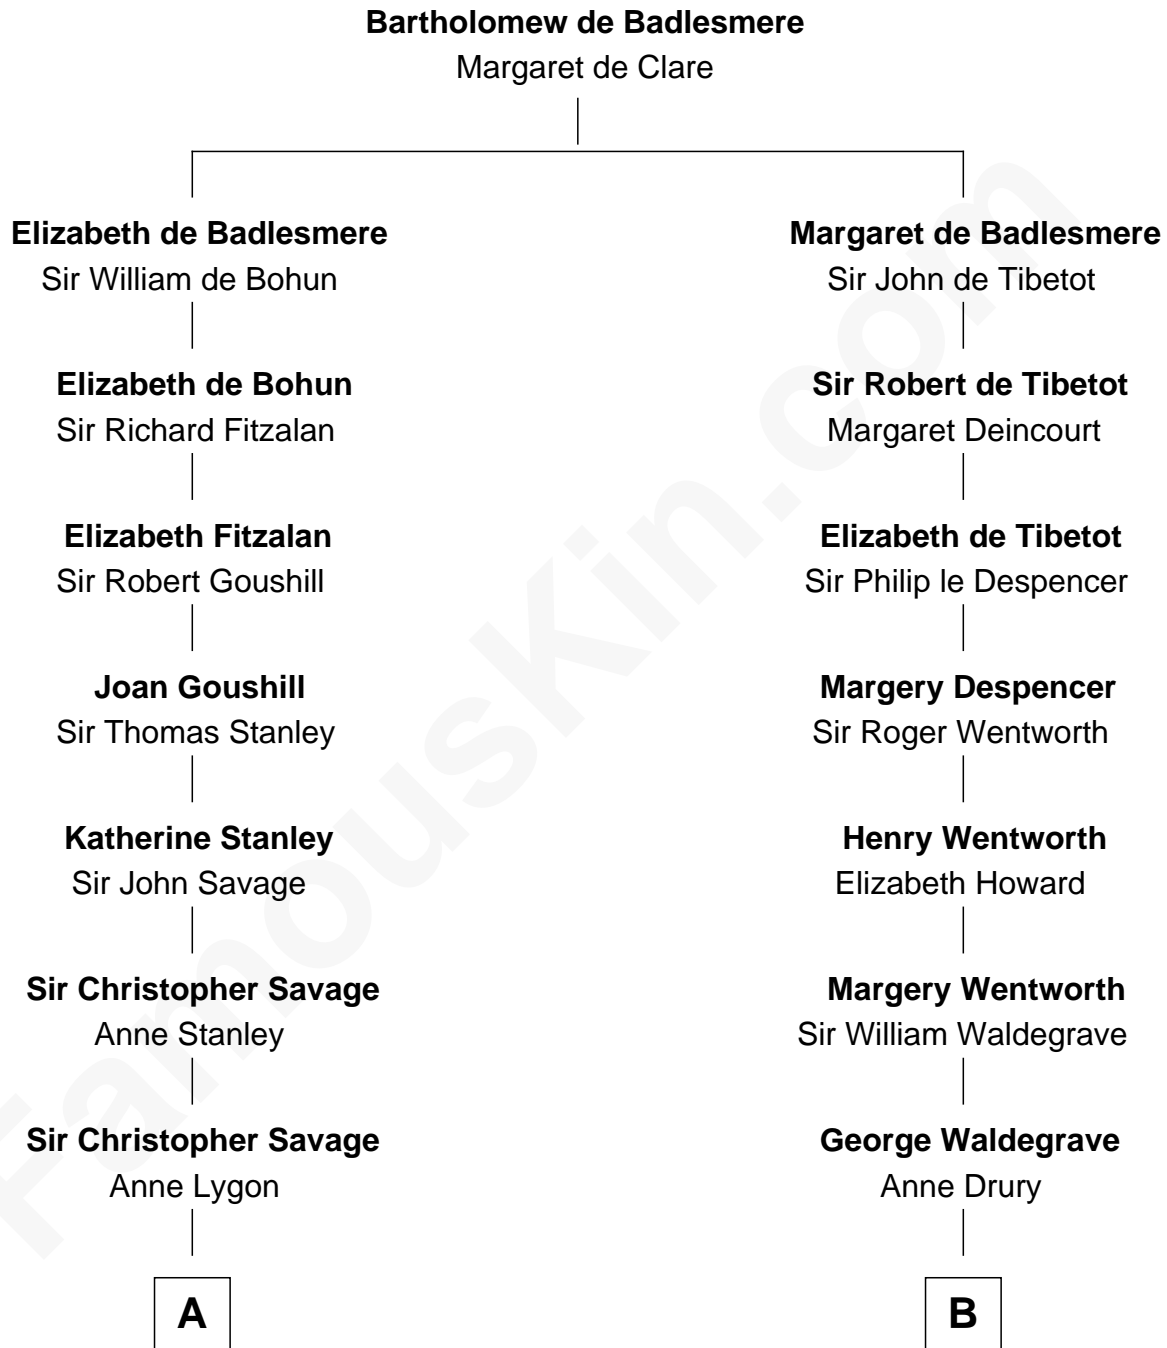 Bartholomew de Badlesmere
Margaret de Clare
Elizabeth de Badlesmere
Sir William de Bohun
Margaret de Badlesmere
Sir John de Tibetot
Elizabeth de Bohun
Sir Richard Fitzalan
Sir Robert de Tibetot
Margaret Deincourt
Elizabeth Fitzalan
Sir Robert Goushill
Elizabeth de Tibetot
Sir Philip le Despencer
Joan Goushill
Sir Thomas Stanley
Margery Despencer
Sir Roger Wentworth
Katherine Stanley
Sir John Savage
Henry Wentworth
Elizabeth Howard
Sir Christopher Savage
Anne Stanley
Margery Wentworth
Sir William Waldegrave
Sir Christopher Savage
Anne Lygon
George Waldegrave
Anne Drury
A
B
FamousKin.com